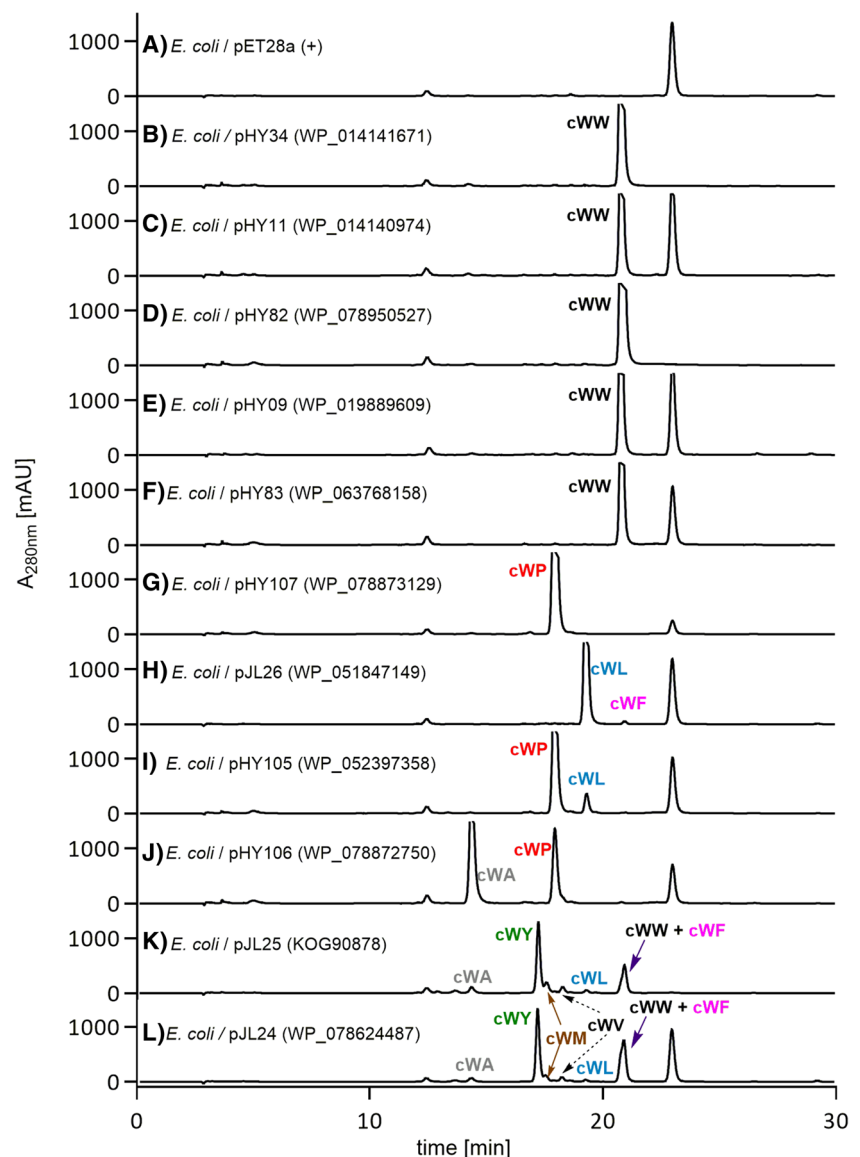 A) E. coli / pET28a (+)
1000
0
B) E. coli / pHY34 (WP_014141671)
cWW
1000
0
C) E. coli / pHY11 (WP_014140974)
cWW
1000
0
D) E. coli / pHY82 (WP_078950527)
cWW
1000
0
E) E. coli / pHY09 (WP_019889609)
cWW
1000
0
F) E. coli / pHY83 (WP_063768158)
cWW
1000
0
G) E. coli / pHY107 (WP_078873129)
cWP
1000
0
H) E. coli / pJL26 (WP_051847149)
cWL
cWF
1000
0
I) E. coli / pHY105 (WP_052397358)
cWP
cWL
1000
0
J) E. coli / pHY106 (WP_078872750)
cWA
cWP
1000
0
K) E. coli / pJL25 (KOG90878)
cWY
cWW + cWF
cWA
cWL
1000
0
L) E. coli / pJL24 (WP_078624487)
cWY
cWM
cWV
cWW + cWF
cWA
cWL
1000
0
A280nm [mAU]
0 10 20 30
time [min]